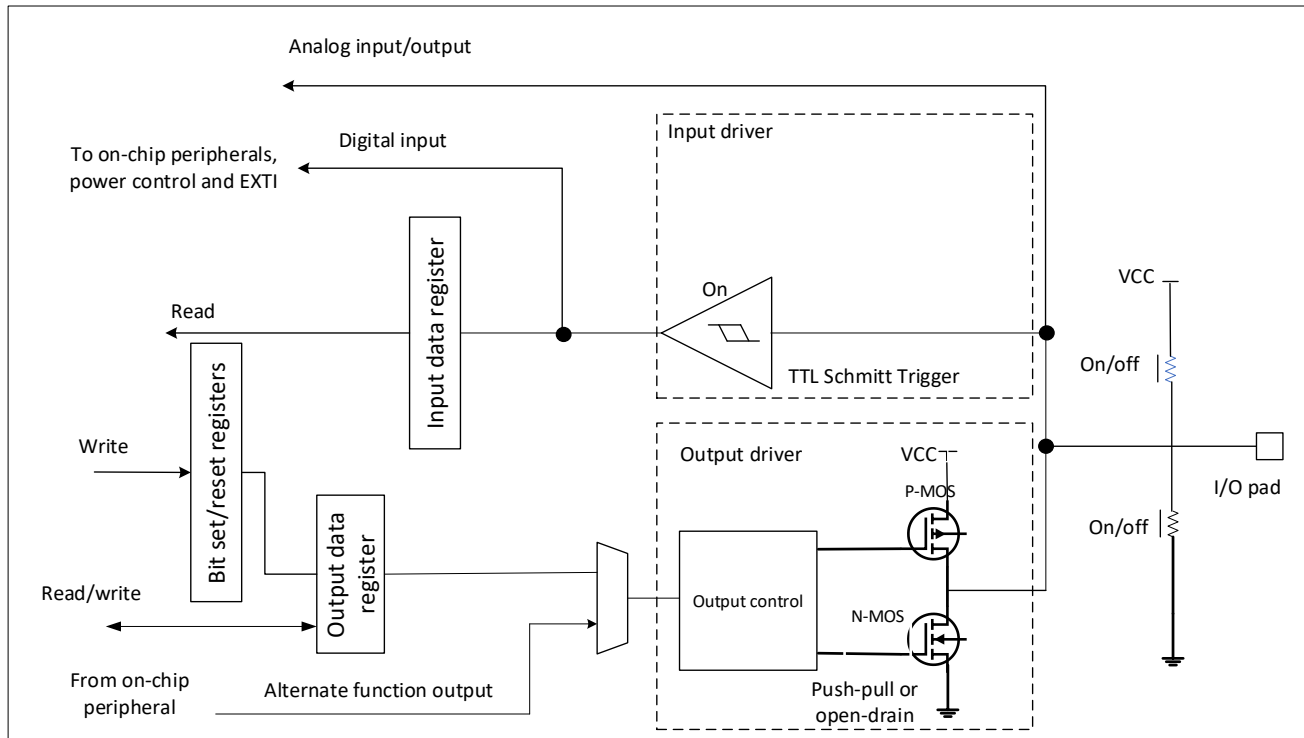 Analog input/output
Input driver
Digital input
To on-chip peripherals,
power control and EXTI
VCC
On
Input data register
Read
On/off
TTL Schmitt Trigger
Bit set/reset registers
Write
Output driver
VCC
P-MOS
I/O pad
On/off
Output data
register
Read/write
Output control
N-MOS
From on-chip
peripheral
Alternate function output
Push-pull or
open-drain